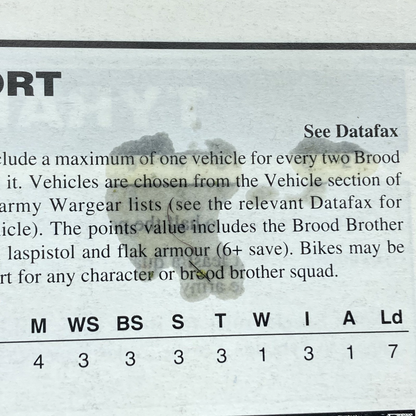 ORT
See Datafax
clude a maximum of one vehicle for every two Brood
it. Vehicles are chosen from the Vehicle section of
army Wargear lists (see the relevant Datafax for
icle). The points value includes the Brood Brother
laspistol and flak armour (6+ save). Bikes may be
rt for any character or brood brother squad.
M WS BS S T W I A Ld
4 3 3 3 3 1 3 1 7